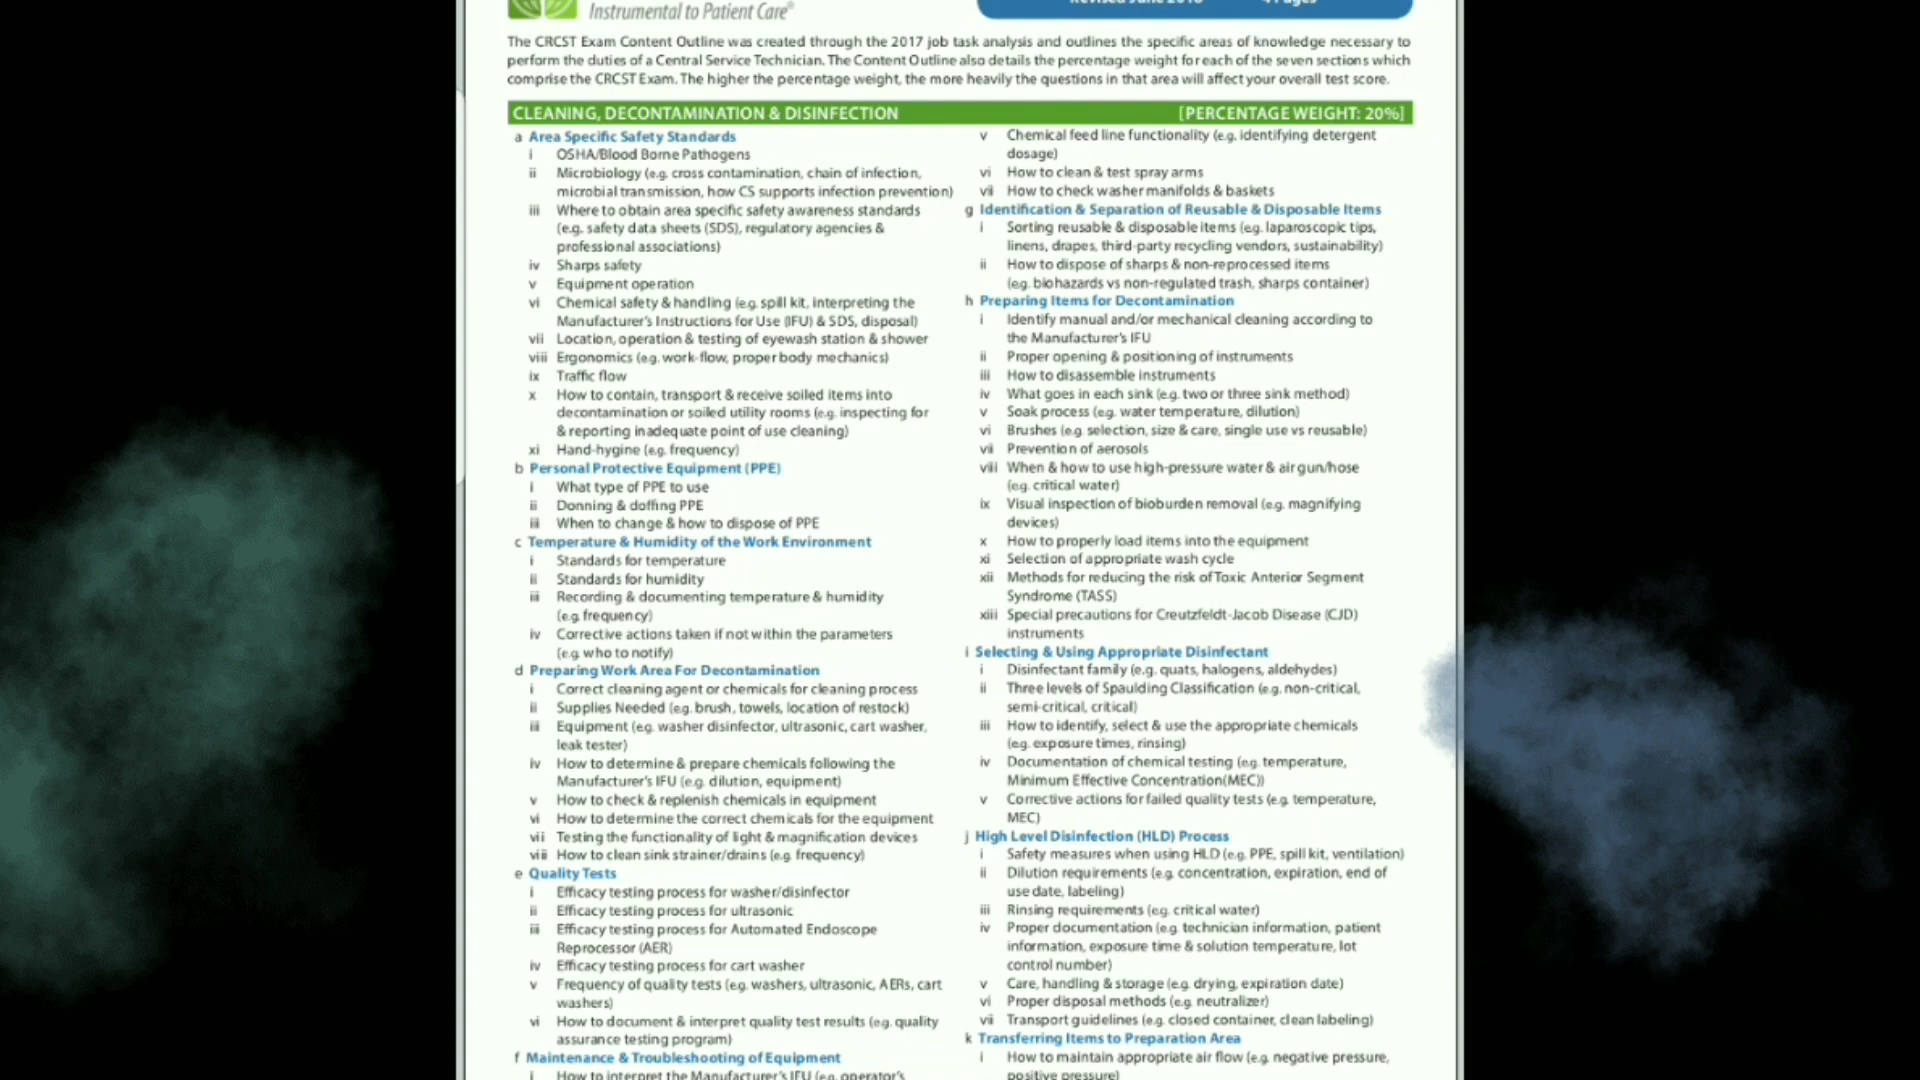 Instrumental to Patient Care®
Revised June 2018 4 Pages
The CRCST Exam Content Outline was created through the 2017 job task analysis and outlines the specific areas of knowledge necessary to
perform the duties of a Central Service Technician. The Content Outline also details the percentage weight for each of the seven sections which
comprise the CRCST Exam. The higher the percentage weight, the more heavily the questions in that area will affect your overall test score.
CLEANING, DECONTAMINATION & DISINFECTION [PERCENTAGE WEIGHT: 20%]
a Area Specific Safety Standards
i OSHA/Blood Borne Pathogens
ii Microbiology (e.g. cross contamination, chain of infection,
microbial transmission, how CS supports infection prevention)
iii Where to obtain area specific safety awareness standards
(e.g. safety data sheets (SDS), regulatory agencies &
professional associations)
iv Sharps safety
v Equipment operation
vi Chemical safety & handling (e.g. spill kit, interpreting the
Manufacturer's Instructions for Use (IFU) & SDS, disposal)
vii Location, operation & testing of eyewash station & shower
viii Ergonomics (e.g. work-flow, proper body mechanics)
ix Traffic flow
x How to contain, transport & receive soiled items into
decontamination or soiled utility rooms (e.g. inspecting for
& reporting inadequate point of use cleaning)
xi Hand-hygine (e.g. frequency)
b Personal Protective Equipment (PPE)
i What type of PPE to use
ii Donning & doffing PPE
iii When to change & how to dispose of PPE
c Temperature & Humidity of the Work Environment
i Standards for temperature
ii Standards for humidity
iii Recording & documenting temperature & humidity
(e.g. frequency)
iv Corrective actions taken if not within the parameters
(e.g. who to notify)
d Preparing Work Area For Decontamination
i Correct cleaning agent or chemicals for cleaning process
ii Supplies Needed (e.g. brush, towels, location of restock)
iii Equipment (e.g. washer disinfector, ultrasonic, cart washer,
leak tester)
iv How to determine & prepare chemicals following the
Manufacturer's IFU (e.g. dilution, equipment)
v How to check & replenish chemicals in equipment
vi How to determine the correct chemicals for the equipment
vii Testing the functionality of light & magnification devices
viii How to clean sink strainer/drains (e.g. frequency)
e Quality Tests
i Efficacy testing process for washer/disinfector
ii Efficacy testing process for ultrasonic
iii Efficacy testing process for Automated Endoscope
Reprocessor (AER)
iv Efficacy testing process for cart washer
v Frequency of quality tests (e.g. washers, ultrasonic, AERs, cart
washers)
vi How to document & interpret quality test results (e.g. quality
assurance testing program)
f Maintenance & Troubleshooting of Equipment
i How to interpret the Manufacturer's IFU (e.g. operator's
v Chemical feed line functionality (e.g. identifying detergent
dosage)
vi How to clean & test spray arms
vii How to check washer manifolds & baskets
g Identification & Separation of Reusable & Disposable Items
i Sorting reusable & disposable items (e.g. laparoscopic tips,
linens, drapes, third-party recycling vendors, sustainability)
ii How to dispose of sharps & non-reprocessed items
(e.g. biohazards vs non-regulated trash, sharps container)
h Preparing Items for Decontamination
i Identify manual and/or mechanical cleaning according to
the Manufacturer's IFU
ii Proper opening & positioning of instruments
iii How to disassemble instruments
iv What goes in each sink (e.g. two or three sink method)
v Soak process (e.g. water temperature, dilution)
vi Brushes (e.g. selection, size & care, single use vs reusable)
vii Prevention of aerosols
viii When & how to use high-pressure water & air gun/hose
(e.g. critical water)
ix Visual inspection of bioburden removal (e.g. magnifying
devices)
x How to properly load items into the equipment
xi Selection of appropriate wash cycle
xii Methods for reducing the risk of Toxic Anterior Segment
Syndrome (TASS)
xiii Special precautions for Creutzfeldt-Jacob Disease (CJD)
instruments
i Selecting & Using Appropriate Disinfectant
i Disinfectant family (e.g. quats, halogens, aldehydes)
ii Three levels of Spaulding Classification (e.g. non-critical,
semi-critical, critical)
iii How to identify, select & use the appropriate chemicals
(e.g. exposure times, rinsing)
iv Documentation of chemical testing (e.g. temperature,
Minimum Effective Concentration(MEC))
v Corrective actions for failed quality tests (e.g. temperature,
MEC)
j High Level Disinfection (HLD) Process
i Safety measures when using HLD (e.g. PPE, spill kit, ventilation)
ii Dilution requirements (e.g. concentration, expiration, end of
use date, labeling)
iii Rinsing requirements (e.g. critical water)
iv Proper documentation (e.g. technician information, patient
information, exposure time & solution temperature, lot
control number)
v Care, handling & storage (e.g. drying, expiration date)
vi Proper disposal methods (e.g. neutralizer)
vii Transport guidelines (e.g. closed container, clean labeling)
k Transferring Items to Preparation Area
i How to maintain appropriate air flow (e.g. negative pressure,
positive pressure)